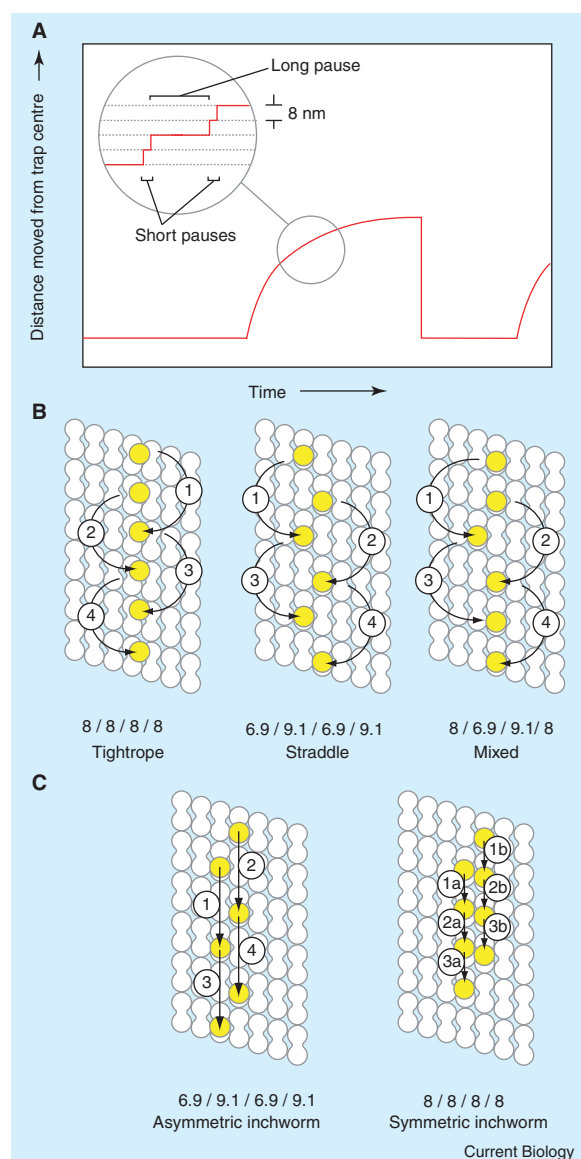 A
Distance moved from trap centre
Long pause
8 nm
Short pauses
Time
B
1
2
3
4
8 / 8 / 8 / 8
Tightrope
1
2
3
4
6.9 / 9.1 / 6.9 / 9.1
Straddle
1
2
3
4
8 / 6.9 / 9.1/ 8
Mixed
C
2
1
4
3
6.9 / 9.1 / 6.9 / 9.1
Asymmetric inchworm
1b
1a
2b
2a
3b
3a
8 / 8 / 8 / 8
Symmetric inchworm
Current Biology